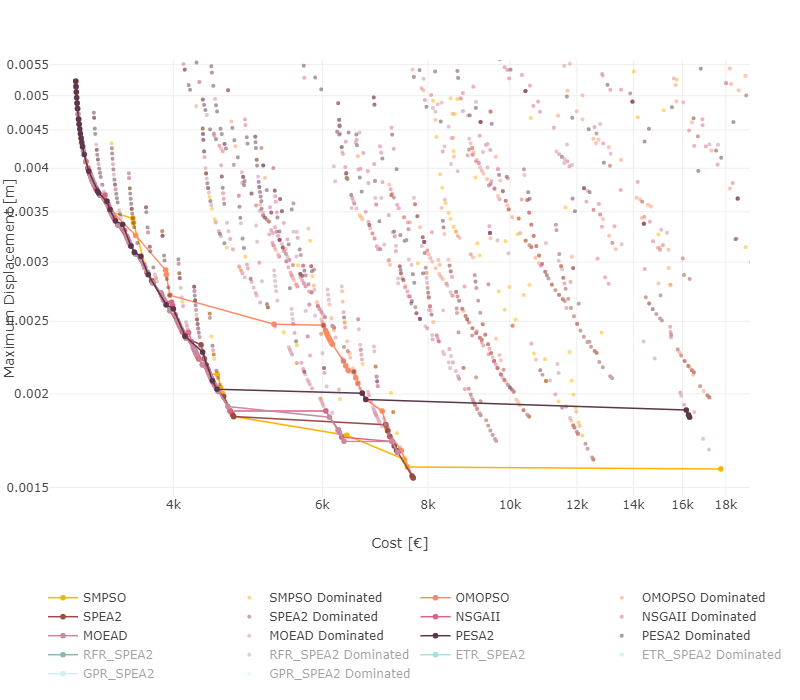 0.0055
0.005
0.0045
0.004
0.0035
0.003
0.0025
0.002
0.0015
Maximum Displacement [m]
4k 6k 8k 10k 12k 14k 16k 18k
Cost [€]
SMPSO SMPSO Dominated OMOPSO OMOPSO Dominated
SPEA2 SPEA2 Dominated NSGAII NSGAII Dominated
MOEAD MOEAD Dominated PESA2 PESA2 Dominated
RFR_SPEA2 RFR_SPEA2 Dominated ETR_SPEA2 ETR_SPEA2 Dominated
GPR_SPEA2 GPR_SPEA2 Dominated